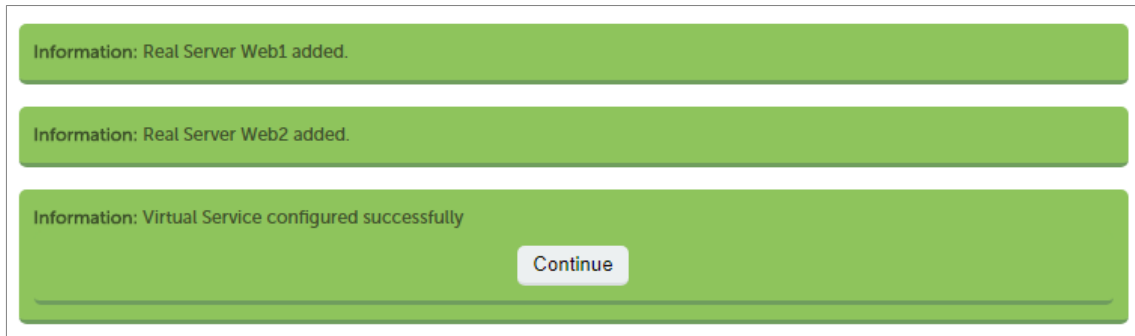 Information: Real Server Web1 added.
Information: Real Server Web2 added.
Information: Virtual Service configured successfully
Continue